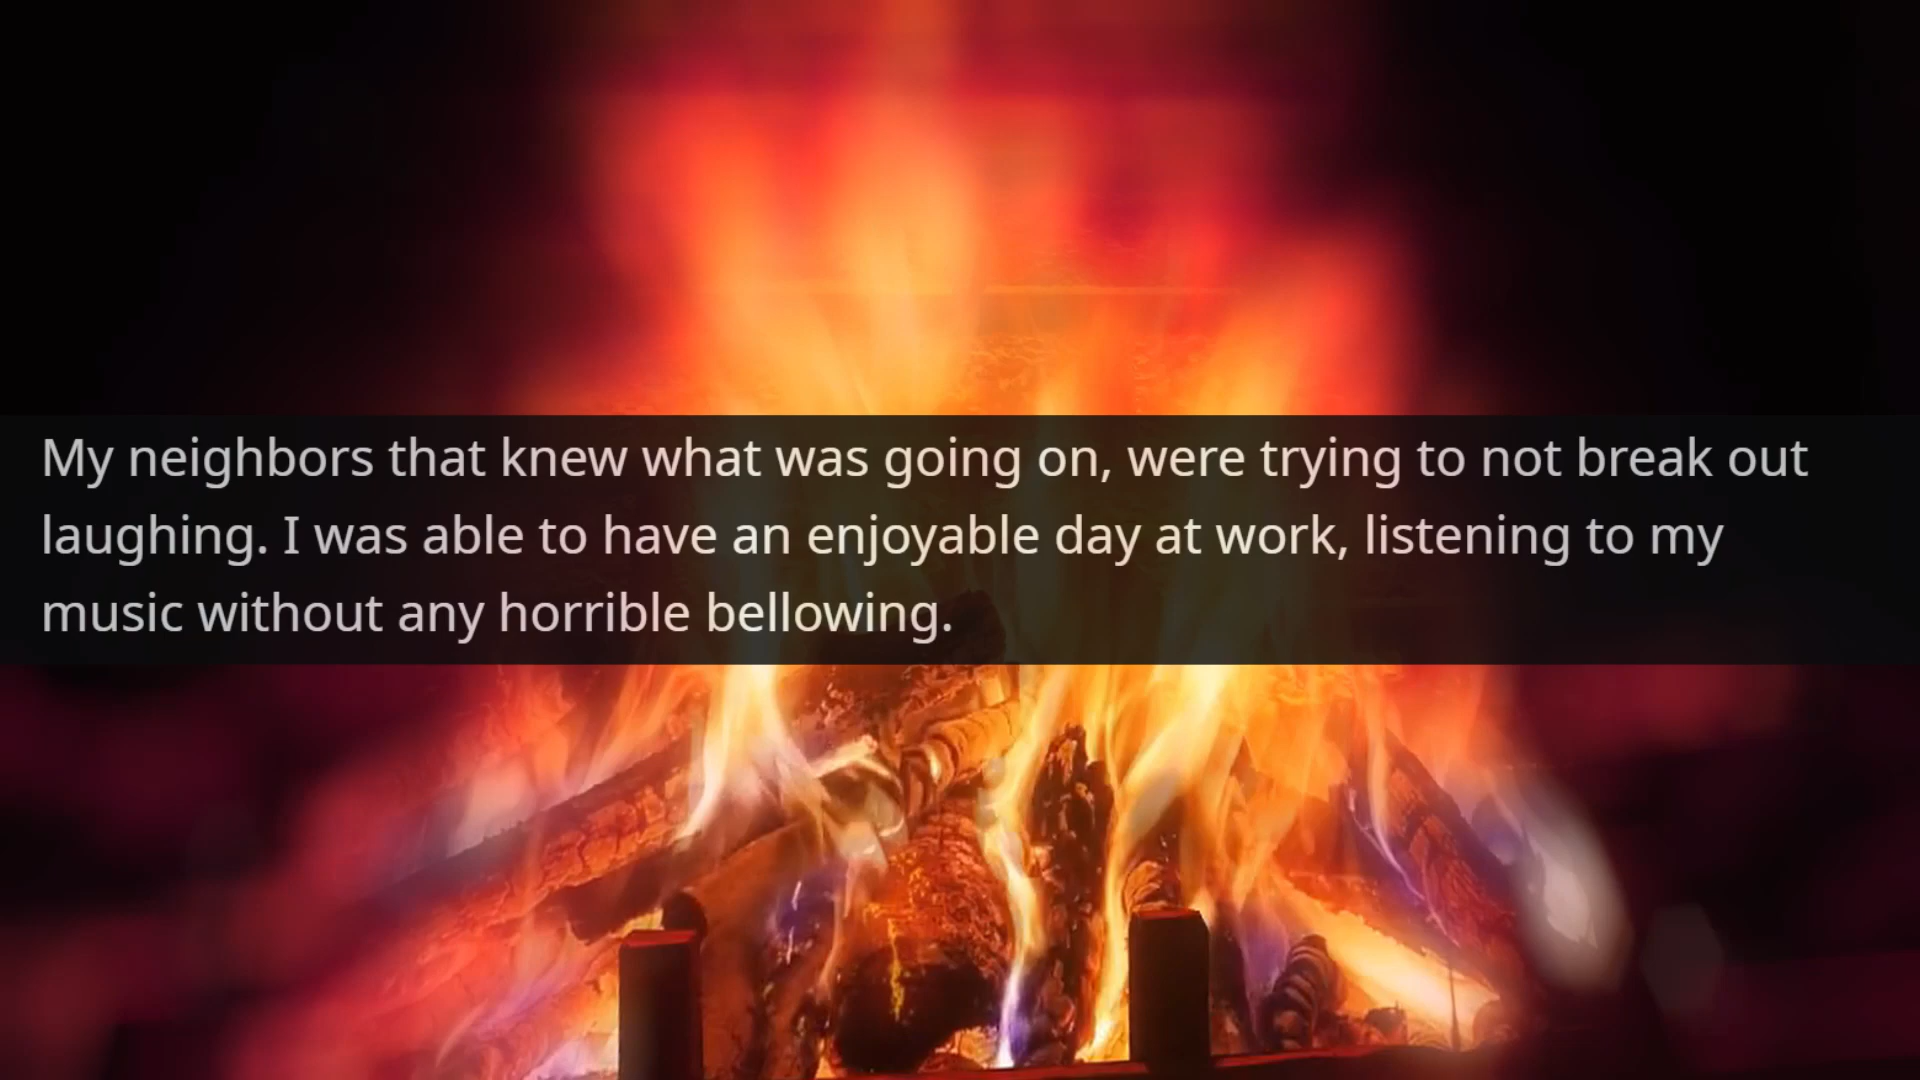 My neighbors that knew what was going on, were trying to not break out
laughing. I was able to have an enjoyable day at work, listening to my
music without any horrible bellowing.